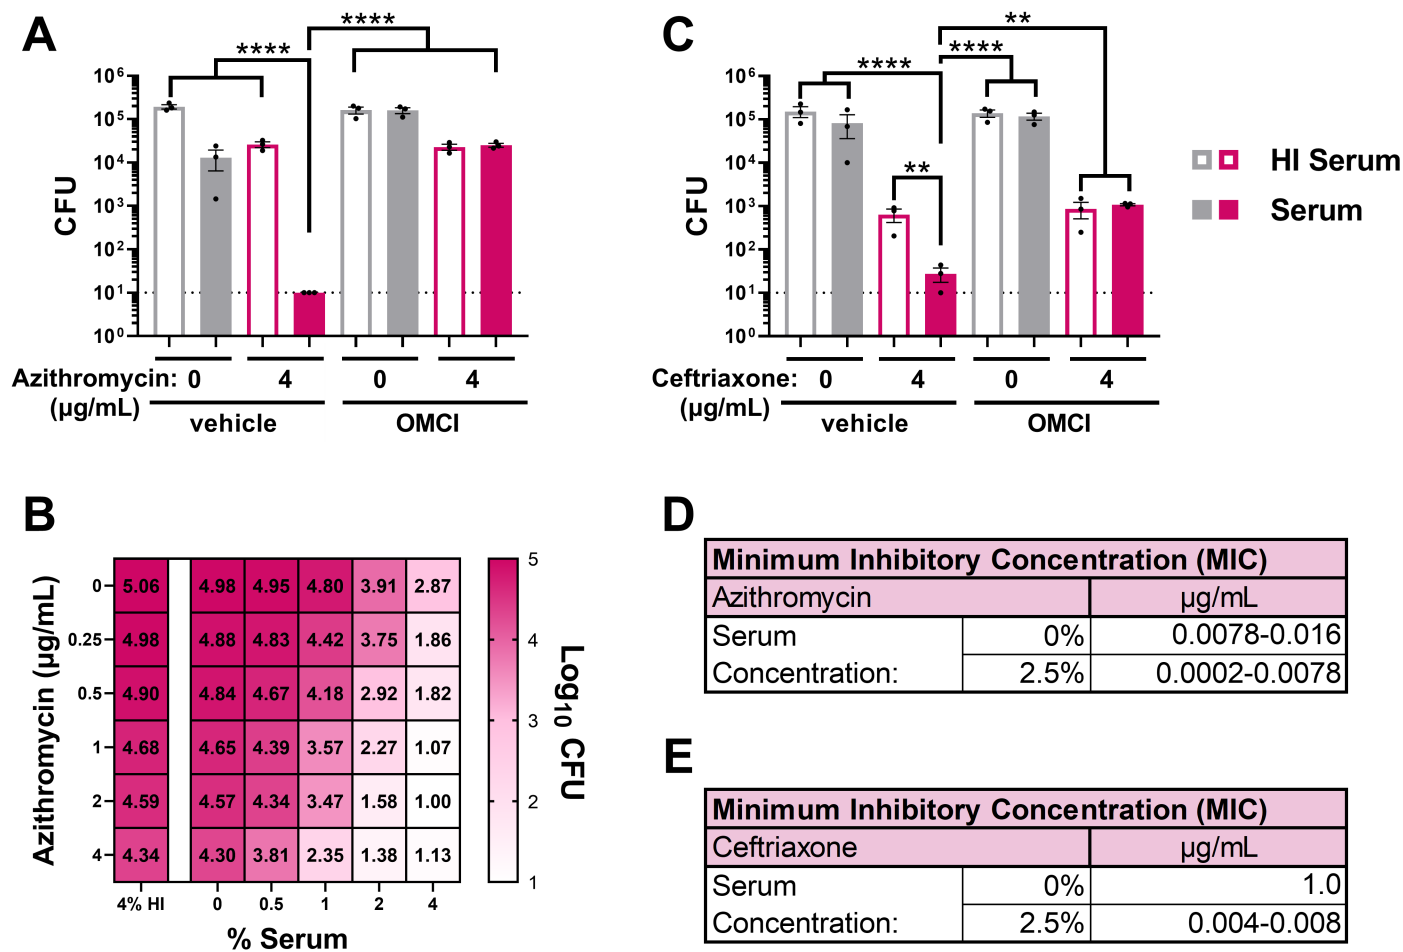 A
****
****
10⁶
10⁵
10⁴
10³
10²
10¹
10⁰
CFU
Azithromycin: 0 4 0 4
(µg/mL)
vehicle OMCI
C
**
****
****
**
10⁶
10⁵
10⁴
10³
10²
10¹
10⁰
CFU
Ceftriaxone: 0 4 0 4
(µg/mL)
vehicle OMCI
HI Serum
Serum
B
Azithromycin (µg/mL)
0 5.06 4.98 4.95 4.80 3.91 2.87
0.25 4.98 4.88 4.83 4.42 3.75 1.86
0.5 4.90 4.84 4.67 4.18 2.92 1.82
1 4.68 4.65 4.39 3.57 2.27 1.07
2 4.59 4.57 4.34 3.47 1.58 1.00
4 4.34 4.30 3.81 2.35 1.38 1.13
4% HI 0 0.5 1 2 4
% Serum
5
4
3
2
1
Log₁₀ CFU
D
Minimum Inhibitory Concentration (MIC)
Azithromycin µg/mL
Serum 0% 0.0078-0.016
Concentration: 2.5% 0.0002-0.0078
E
Minimum Inhibitory Concentration (MIC)
Ceftriaxone µg/mL
Serum 0% 1.0
Concentration: 2.5% 0.004-0.008